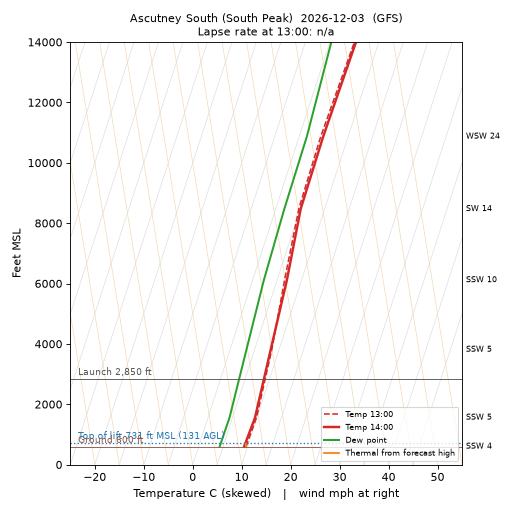 Ascutney South (South Peak)  2026-12-03  (GFS)
Lapse rate at 13:00: n/a
14000
12000
10000
8000
6000
4000
2000
0
Feet MSL
WSW 24
SW 14
SSW 10
SSW 5
SSW 5
SSW 4
Launch 2,850 ft
Top of lift 731 ft MSL (131 AGL)
Ground 600 ft
Temp 13:00
Temp 14:00
Dew point
Thermal from forecast high
−20 −10 0 10 20 30 40 50
Temperature C (skewed)   |   wind mph at right